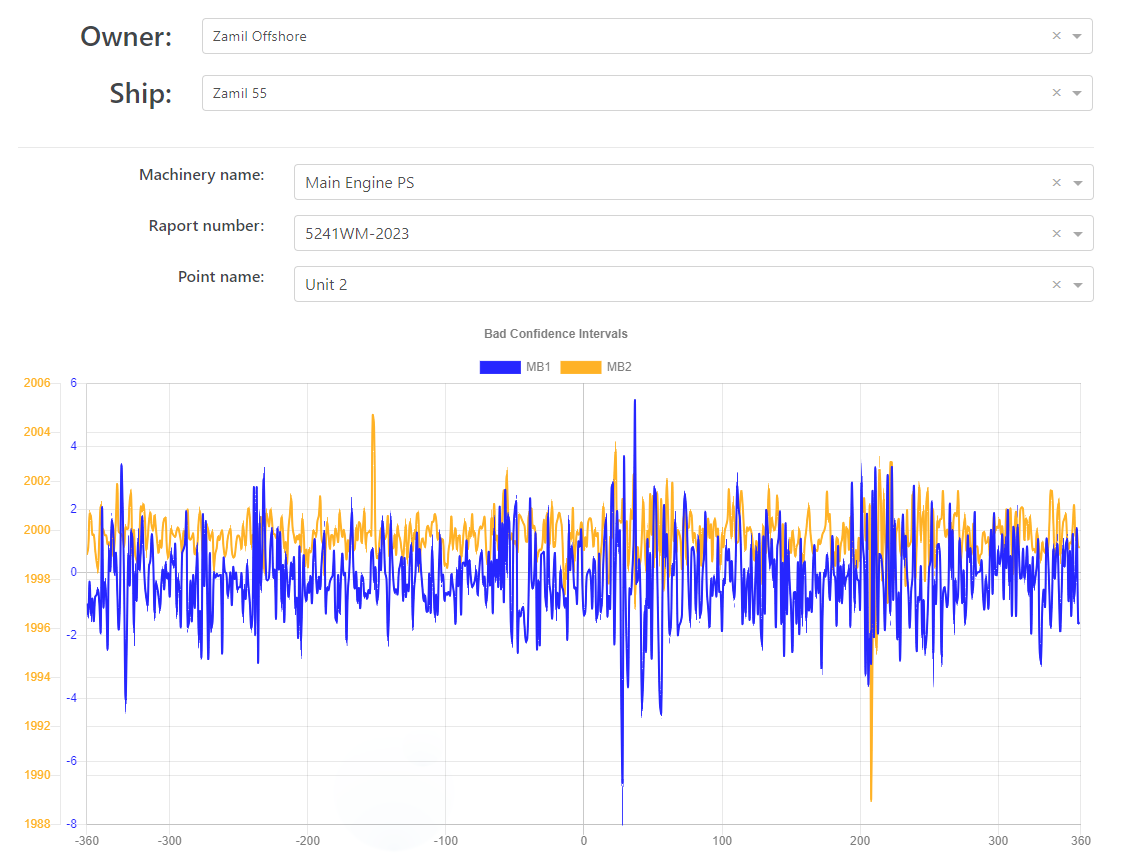 Owner: Zamil Offshore × 
Ship: Zamil 55 ×
Machinery name: Main Engine PS ×
Raport number: 5241WM-2023 ×
Point name: Unit 2 ×
Bad Confidence Intervals
MB1 MB2
2006 6
2004 4
2002 2
2000 0
1998 -2
1996 -4
1994 -6
1992 -8
1990
1988
-360 -300 -200 -100 0 100 200 300 360